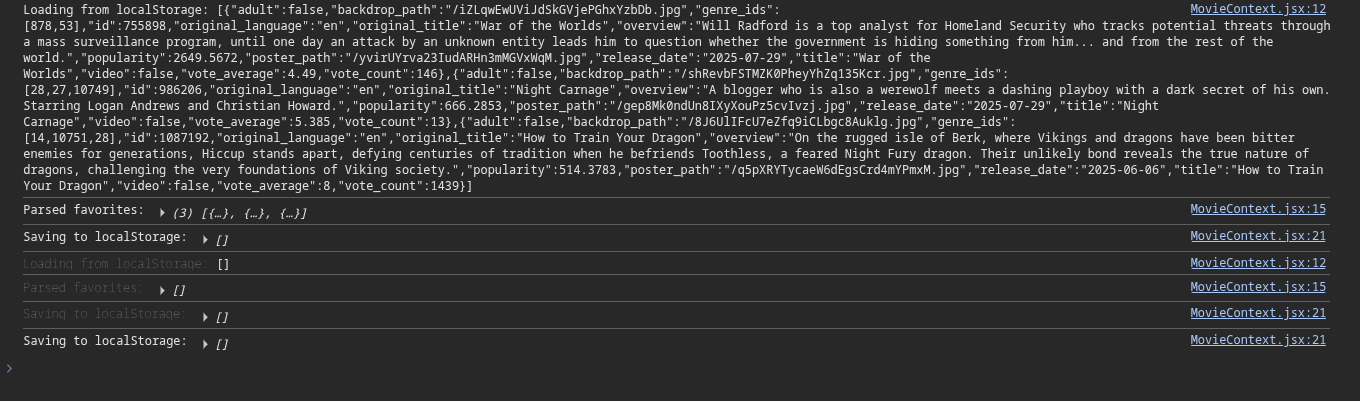 Loading from localStorage: [{"adult":false,"backdrop_path":"/iZLqwEwUViJdSkGVjePGhxYzbDb.jpg","genre_ids": MovieContext.jsx:12
[878,53],"id":755898,"original_language":"en","original_title":"War of the Worlds","overview":"Will Radford is a top analyst for Homeland Security who tracks potential threats through
a mass surveillance program, until one day an attack by an unknown entity leads him to question whether the government is hiding something from him... and from the rest of the
world.","popularity":2649.5672,"poster_path":"/yvirUYrva23IudARHn3mMGVxWqM.jpg","release_date":"2025-07-29","title":"War of the
Worlds","video":false,"vote_average":4.49,"vote_count":146},{"adult":false,"backdrop_path":"/shRevbFSTMZK0PheyYhZq135Kcr.jpg","genre_ids":
[28,27,10749],"id":986206,"original_language":"en","original_title":"Night Carnage","overview":"A blogger who is also a werewolf meets a dashing playboy with a dark secret of his own.
Starring Logan Andrews and Christian Howard.","popularity":666.2853,"poster_path":"/gep8Mk0ndUn8IXyXouPz5cvIvzj.jpg","release_date":"2025-07-29","title":"Night
Carnage","video":false,"vote_average":5.385,"vote_count":13},{"adult":false,"backdrop_path":"/8J6UlIFcU7eZfq9iCLbgc8Auklg.jpg","genre_ids":
[14,10751,28],"id":1087192,"original_language":"en","original_title":"How to Train Your Dragon","overview":"On the rugged isle of Berk, where Vikings and dragons have been bitter
enemies for generations, Hiccup stands apart, defying centuries of tradition when he befriends Toothless, a feared Night Fury dragon. Their unlikely bond reveals the true nature of
dragons, challenging the very foundations of Viking society.","popularity":514.3783,"poster_path":"/q5pXRYTycaeW6dEgsCrd4mYPmxM.jpg","release_date":"2025-06-06","title":"How to Train
Your Dragon","video":false,"vote_average":8,"vote_count":1439}]
Parsed favorites: (3) [{…}, {…}, {…}] MovieContext.jsx:15
Saving to localStorage: [] MovieContext.jsx:21
Loading from localStorage: [] MovieContext.jsx:12
Parsed favorites: [] MovieContext.jsx:15
Saving to localStorage: [] MovieContext.jsx:21
Saving to localStorage: [] MovieContext.jsx:21